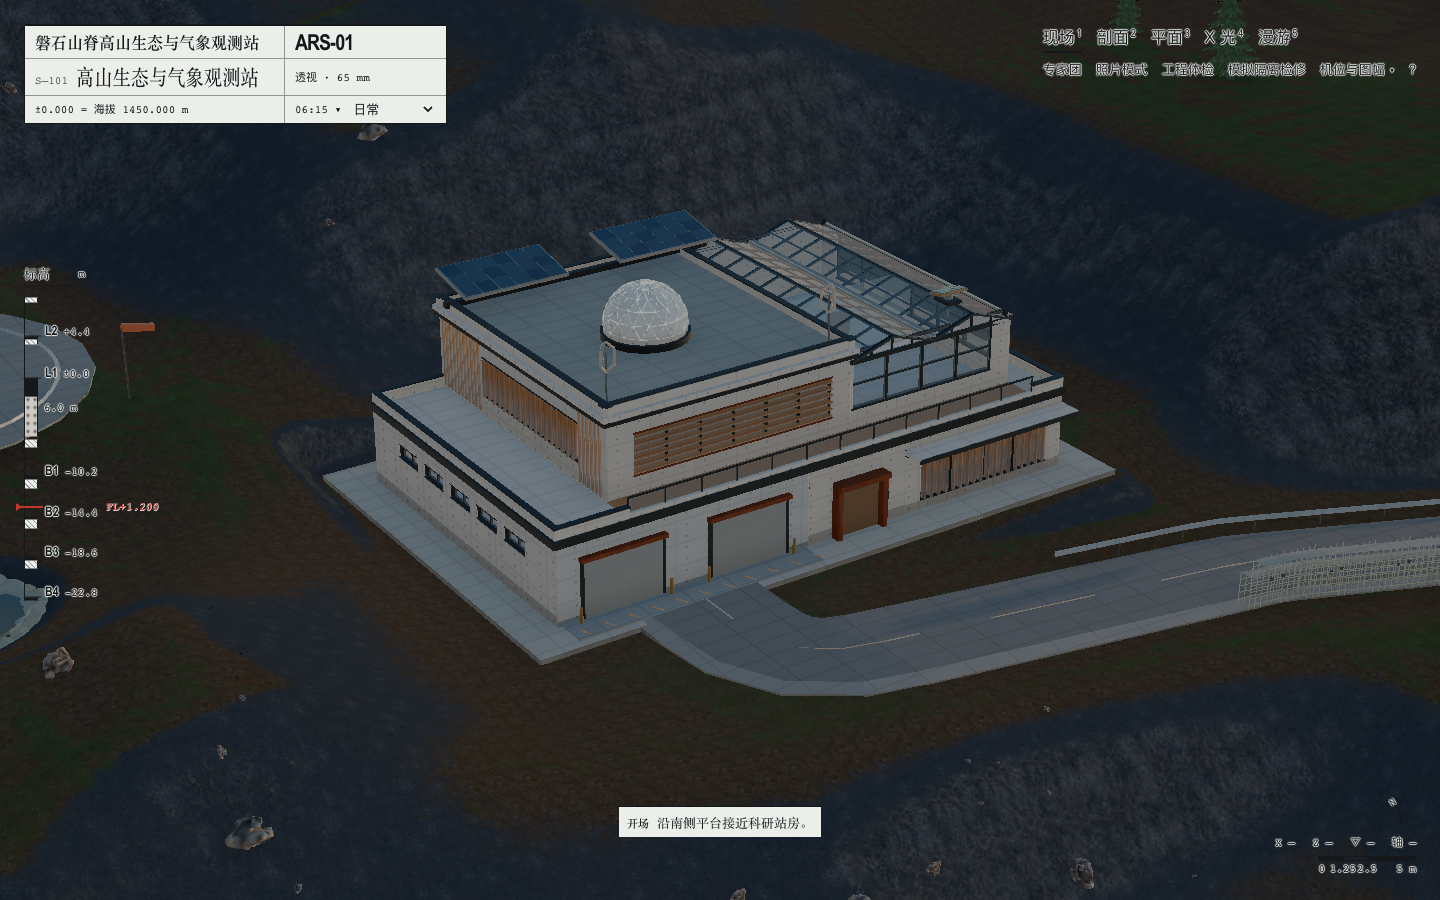 磐石山脊高山生态与气象观测站 ARS-01
S-101 高山生态与气象观测站 透视 · 65 mm
±0.000 = 海拔 1450.000 m 06:15 ▾ 日常
现场1 剖面2 平面3 X 光4 漫游5
专家团 照片模式 工程体检 模拟隔离检修 机位与图幅 ▾ ?
标高 m
L2 +4.4
L1 ±0.0
6.0 m
B1 -10.2
B2 -14.4 FL+1.200
B3 -18.6
B4 -22.8
开场 沿南侧平台接近科研站房。
N
X — Z — ▽ — 轴 —
0 1.25 2.5 5 m